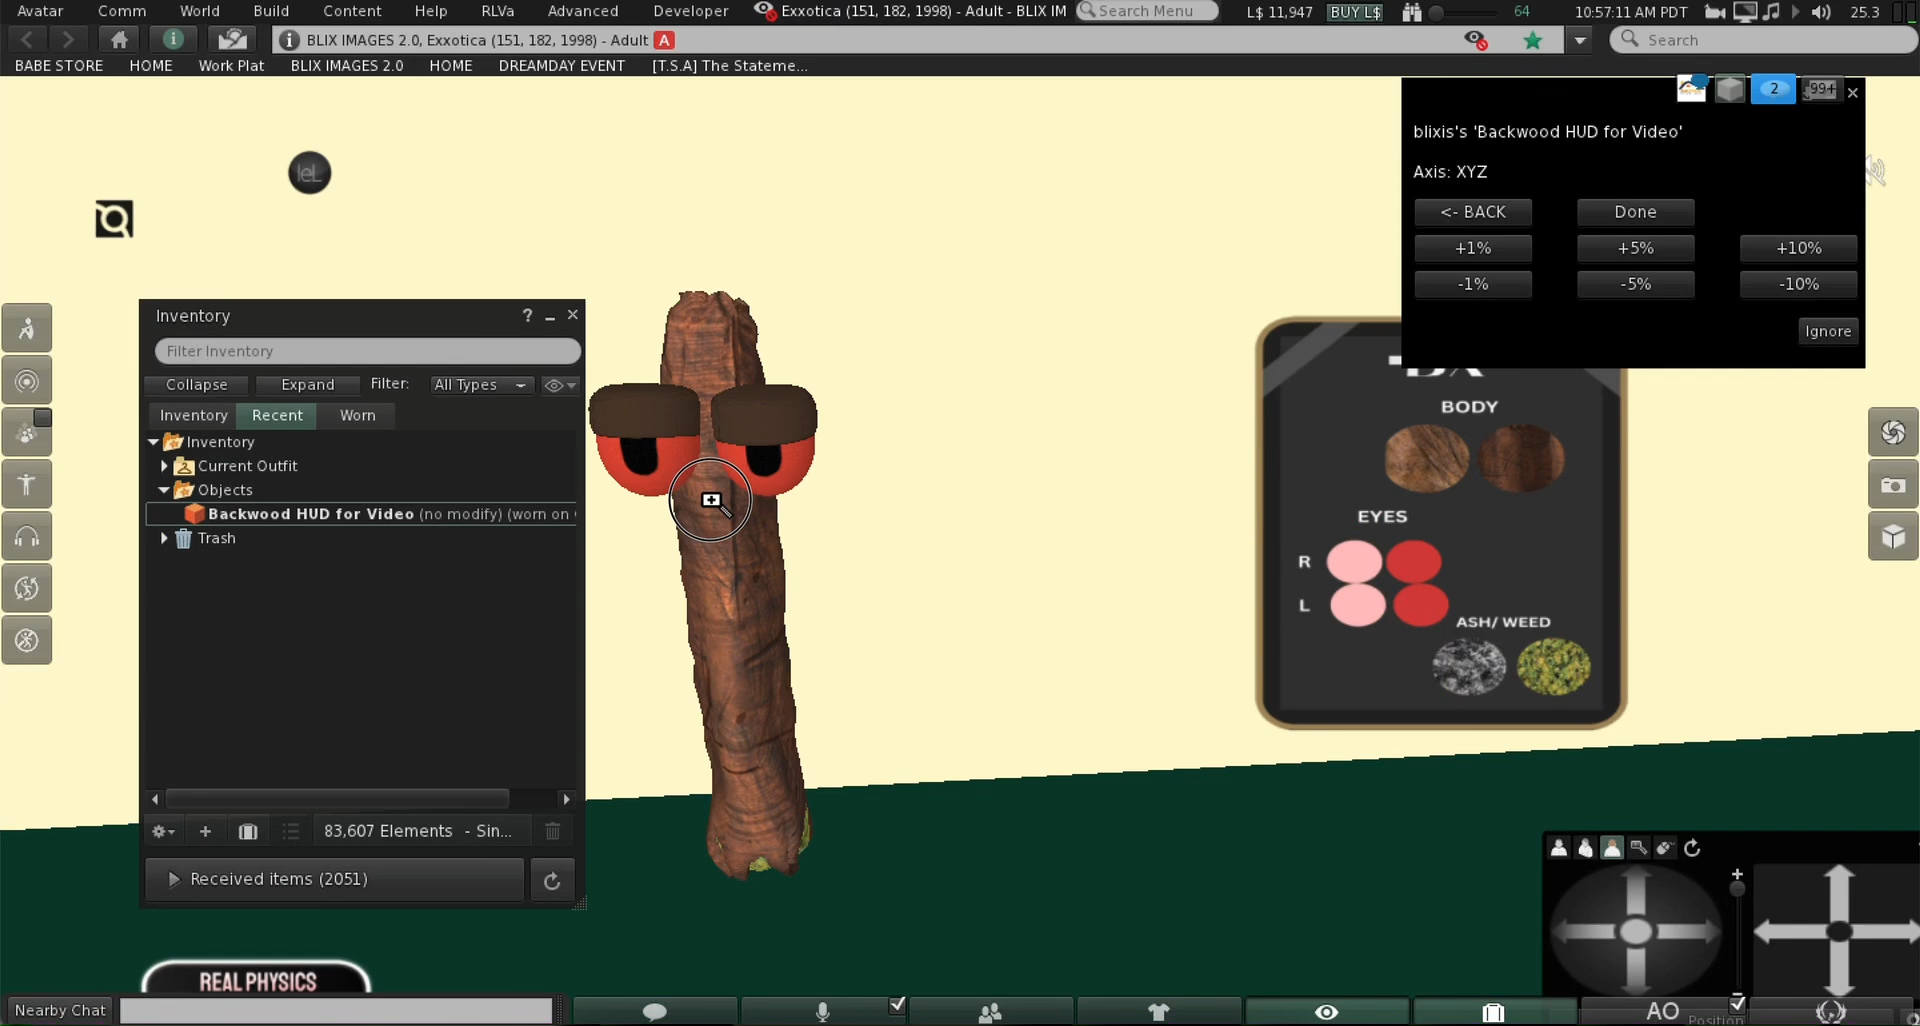 Avatar Comm World Build Content Help RLVa Advanced Developer Exxotica (151, 182, 1998) - Adult - BLIX IM Search Menu L$ 11,947 BUY L$ 64 10:57:11 AM PDT 25.3
BLIX IMAGES 2.0, Exxotica (151, 182, 1998) - Adult A Search
BABE STORE HOME Work Plat BLIX IMAGES 2.0 HOME DREAMDAY EVENT [T.S.A] The Stateme...
2 99+
blixis's 'Backwood HUD for Video'
Axis: XYZ
<- BACK Done
+1% +5% +10%
-1% -5% -10%
Ignore
leL
Inventory ?
Filter Inventory
Collapse Expand Filter: All Types
Inventory Recent Worn
Inventory
Current Outfit
Objects
Backwood HUD for Video (no modify) (worn on
Trash
83,607 Elements - Sin...
Received items (2051)
BODY
EYES
R
L
ASH/ WEED
REAL PHYSICS
Nearby Chat
AO
Position